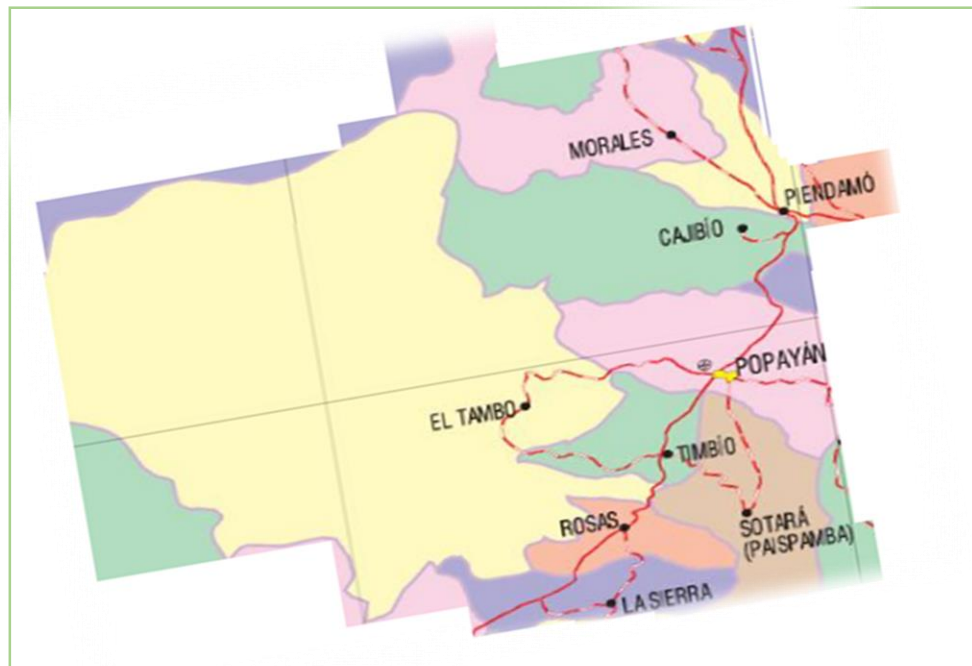 MORALES
PIENDAMÓ
CAJIBÍO
POPAYÁN
EL TAMBO
TIMBÍO
ROSAS
SOTARÁ
(PAISPAMBA)
LA SIERRA